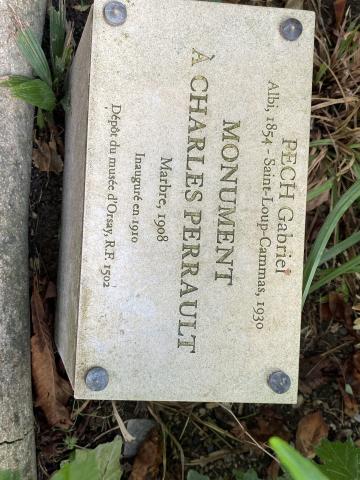 PECH Gabriel
Albi, 1854 - Saint-Loup-Cammas, 1930
MONUMENT
À CHARLES PERRAULT
Marbre, 1908
Inauguré en 1910
Dépôt du musée d'Orsay, R.F. 1502